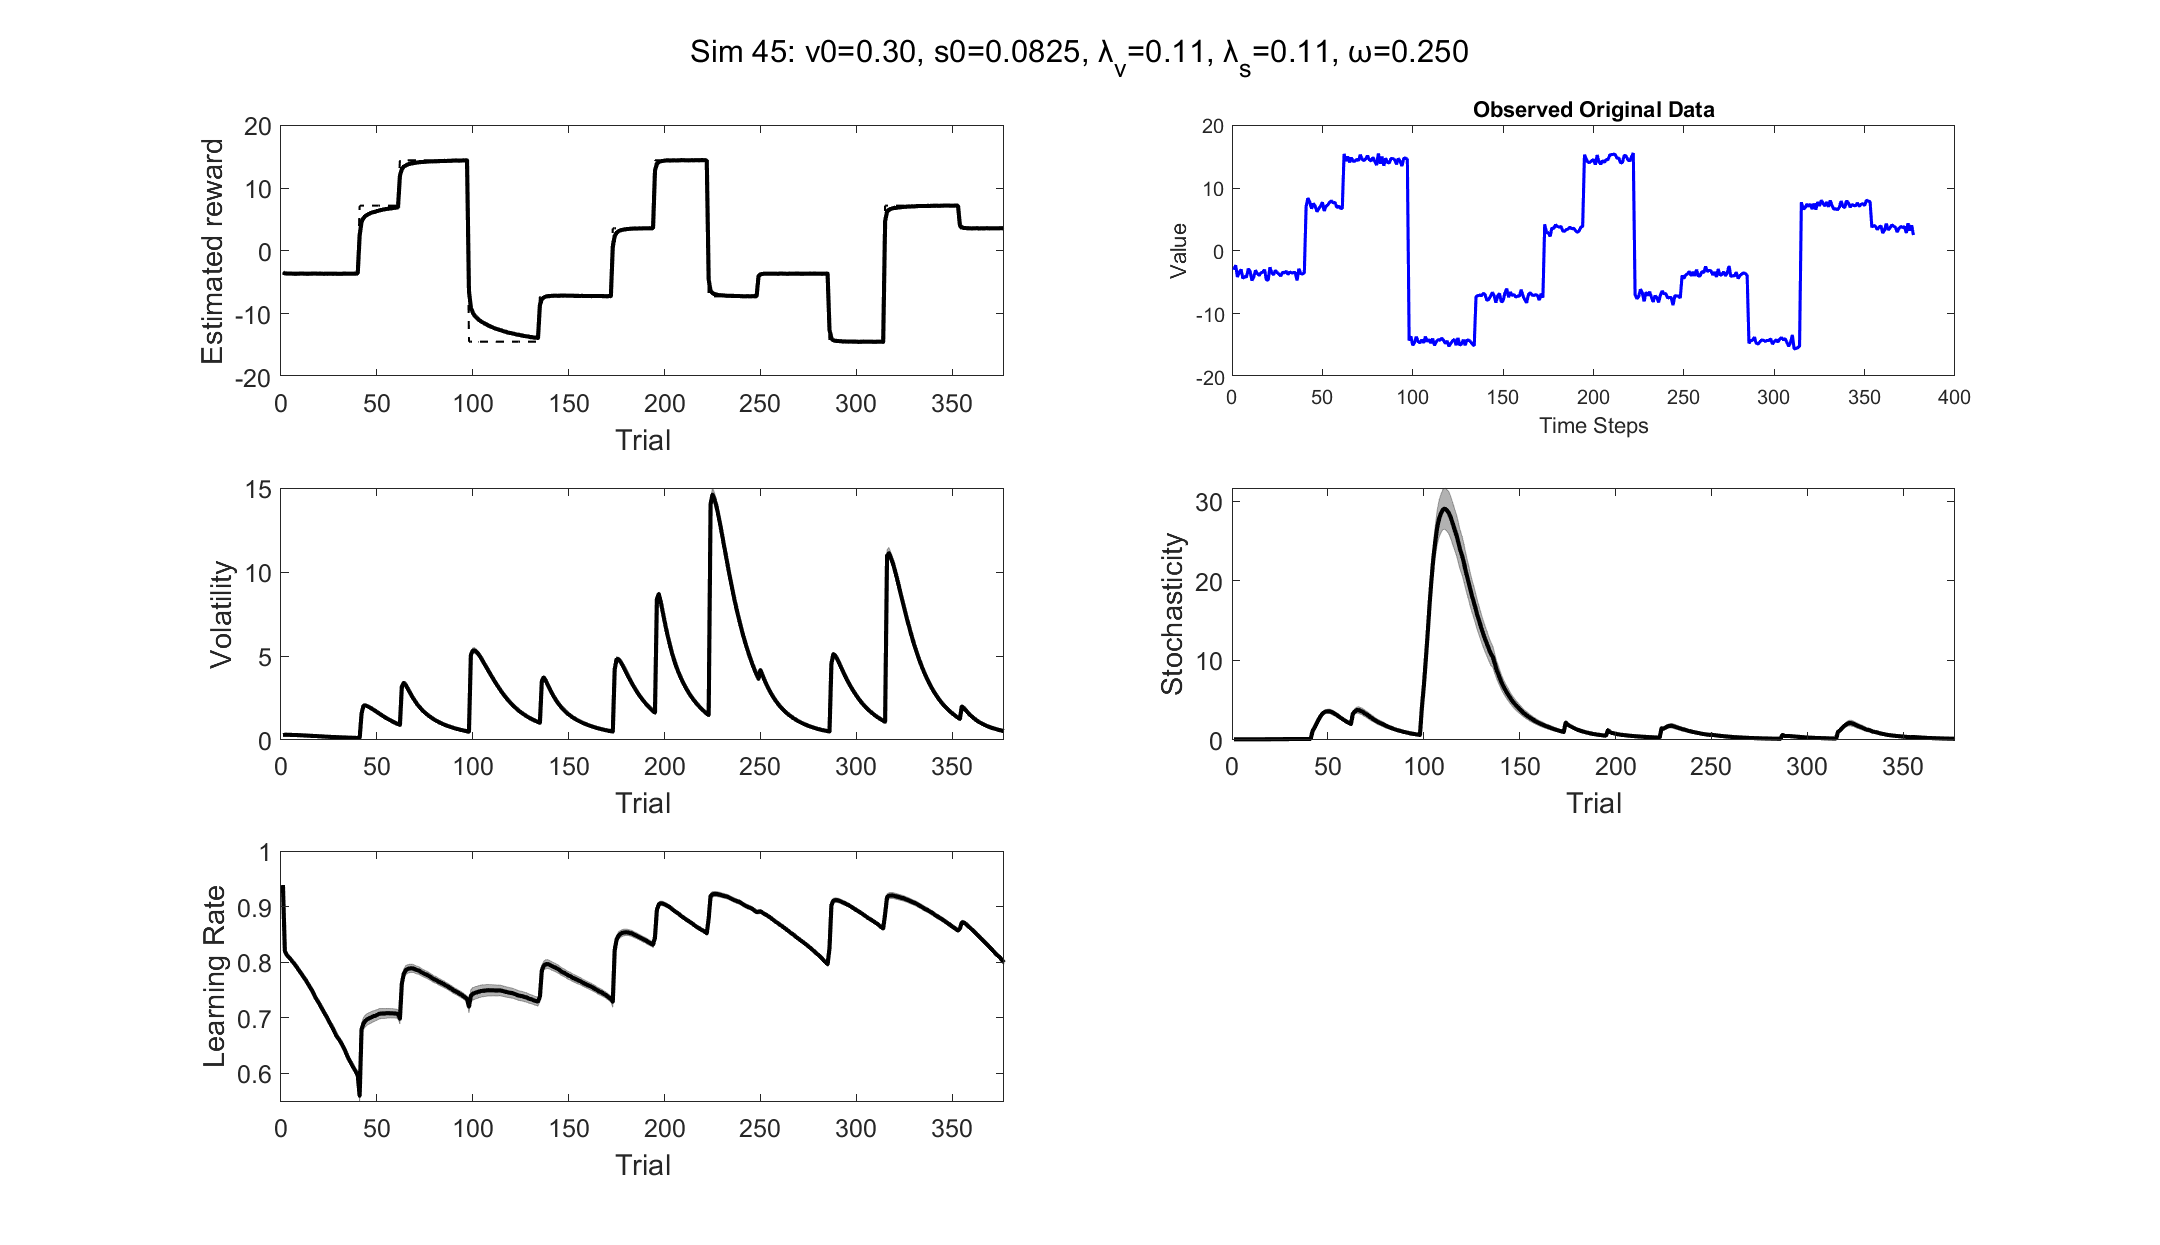 Sim 45: v0=0.30, s0=0.0825, λv=0.11, λs=0.11, ω=0.250
Estimated reward
20
10
0
-10
-20
0 50 100 150 200 250 300 350
Trial
Observed Original Data
Value
20
10
0
-10
-20
0 50 100 150 200 250 300 350 400
Time Steps
Volatility
15
10
5
0
0 50 100 150 200 250 300 350
Trial
Stochasticity
30
20
10
0
0 50 100 150 200 250 300 350
Trial
Learning Rate
1
0.9
0.8
0.7
0.6
0 50 100 150 200 250 300 350
Trial